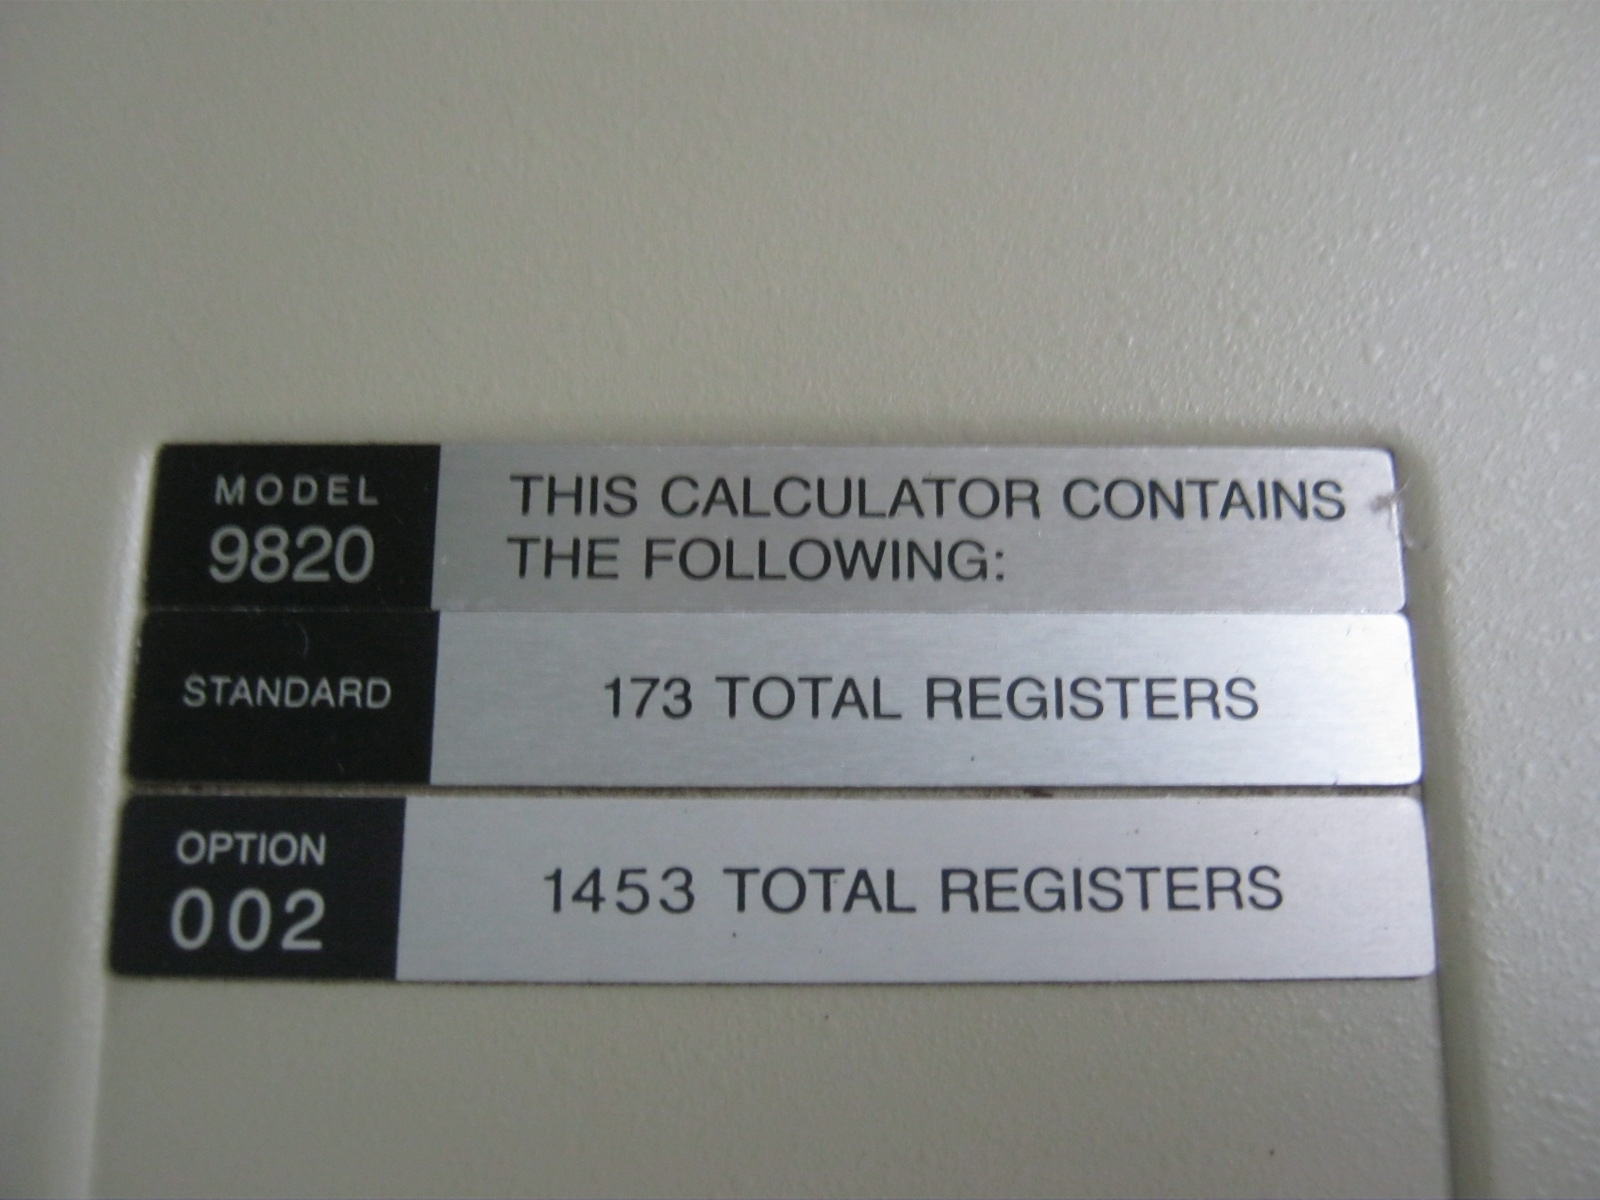 MODEL
9820
THIS CALCULATOR CONTAINS
THE FOLLOWING:
STANDARD
173 TOTAL REGISTERS
OPTION
002
1453 TOTAL REGISTERS